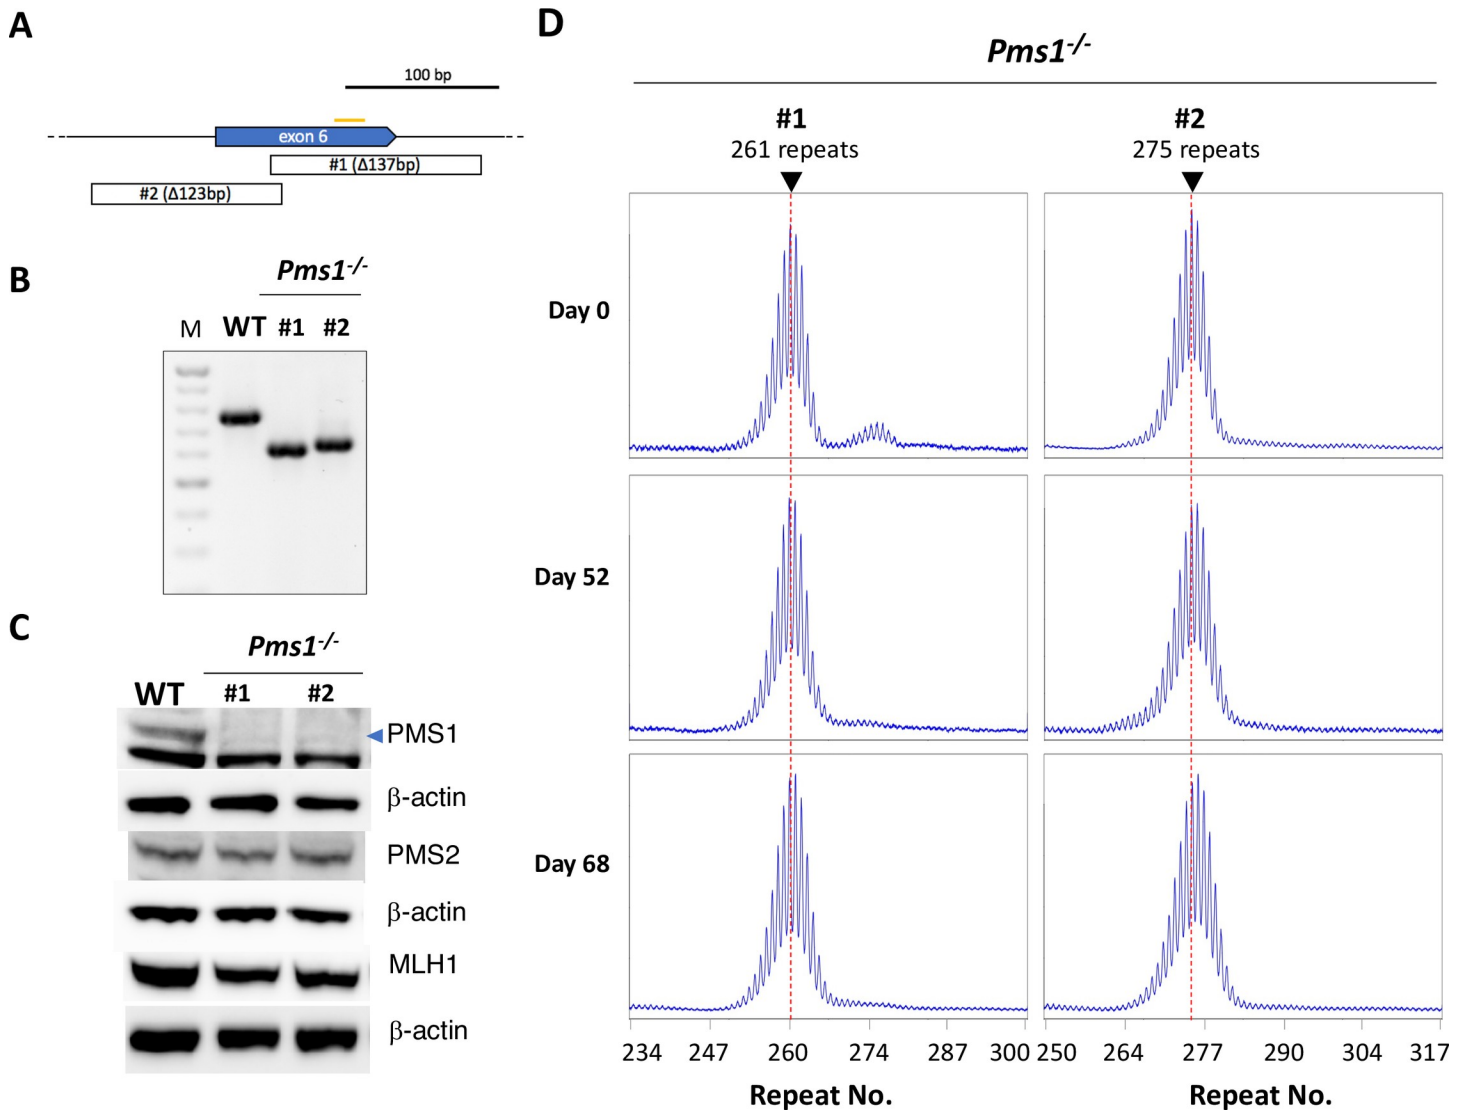 A
100 bp
exon 6
#1 (Δ137bp)
#2 (Δ123bp)
B
Pms1-/-
M WT #1 #2
C
Pms1-/-
WT #1 #2
PMS1
β-actin
PMS2
β-actin
MLH1
β-actin
D
Pms1-/-
#1 #2
261 repeats 275 repeats
Day 0
Day 52
Day 68
234 247 260 274 287 300 250 264 277 290 304 317
Repeat No. Repeat No.